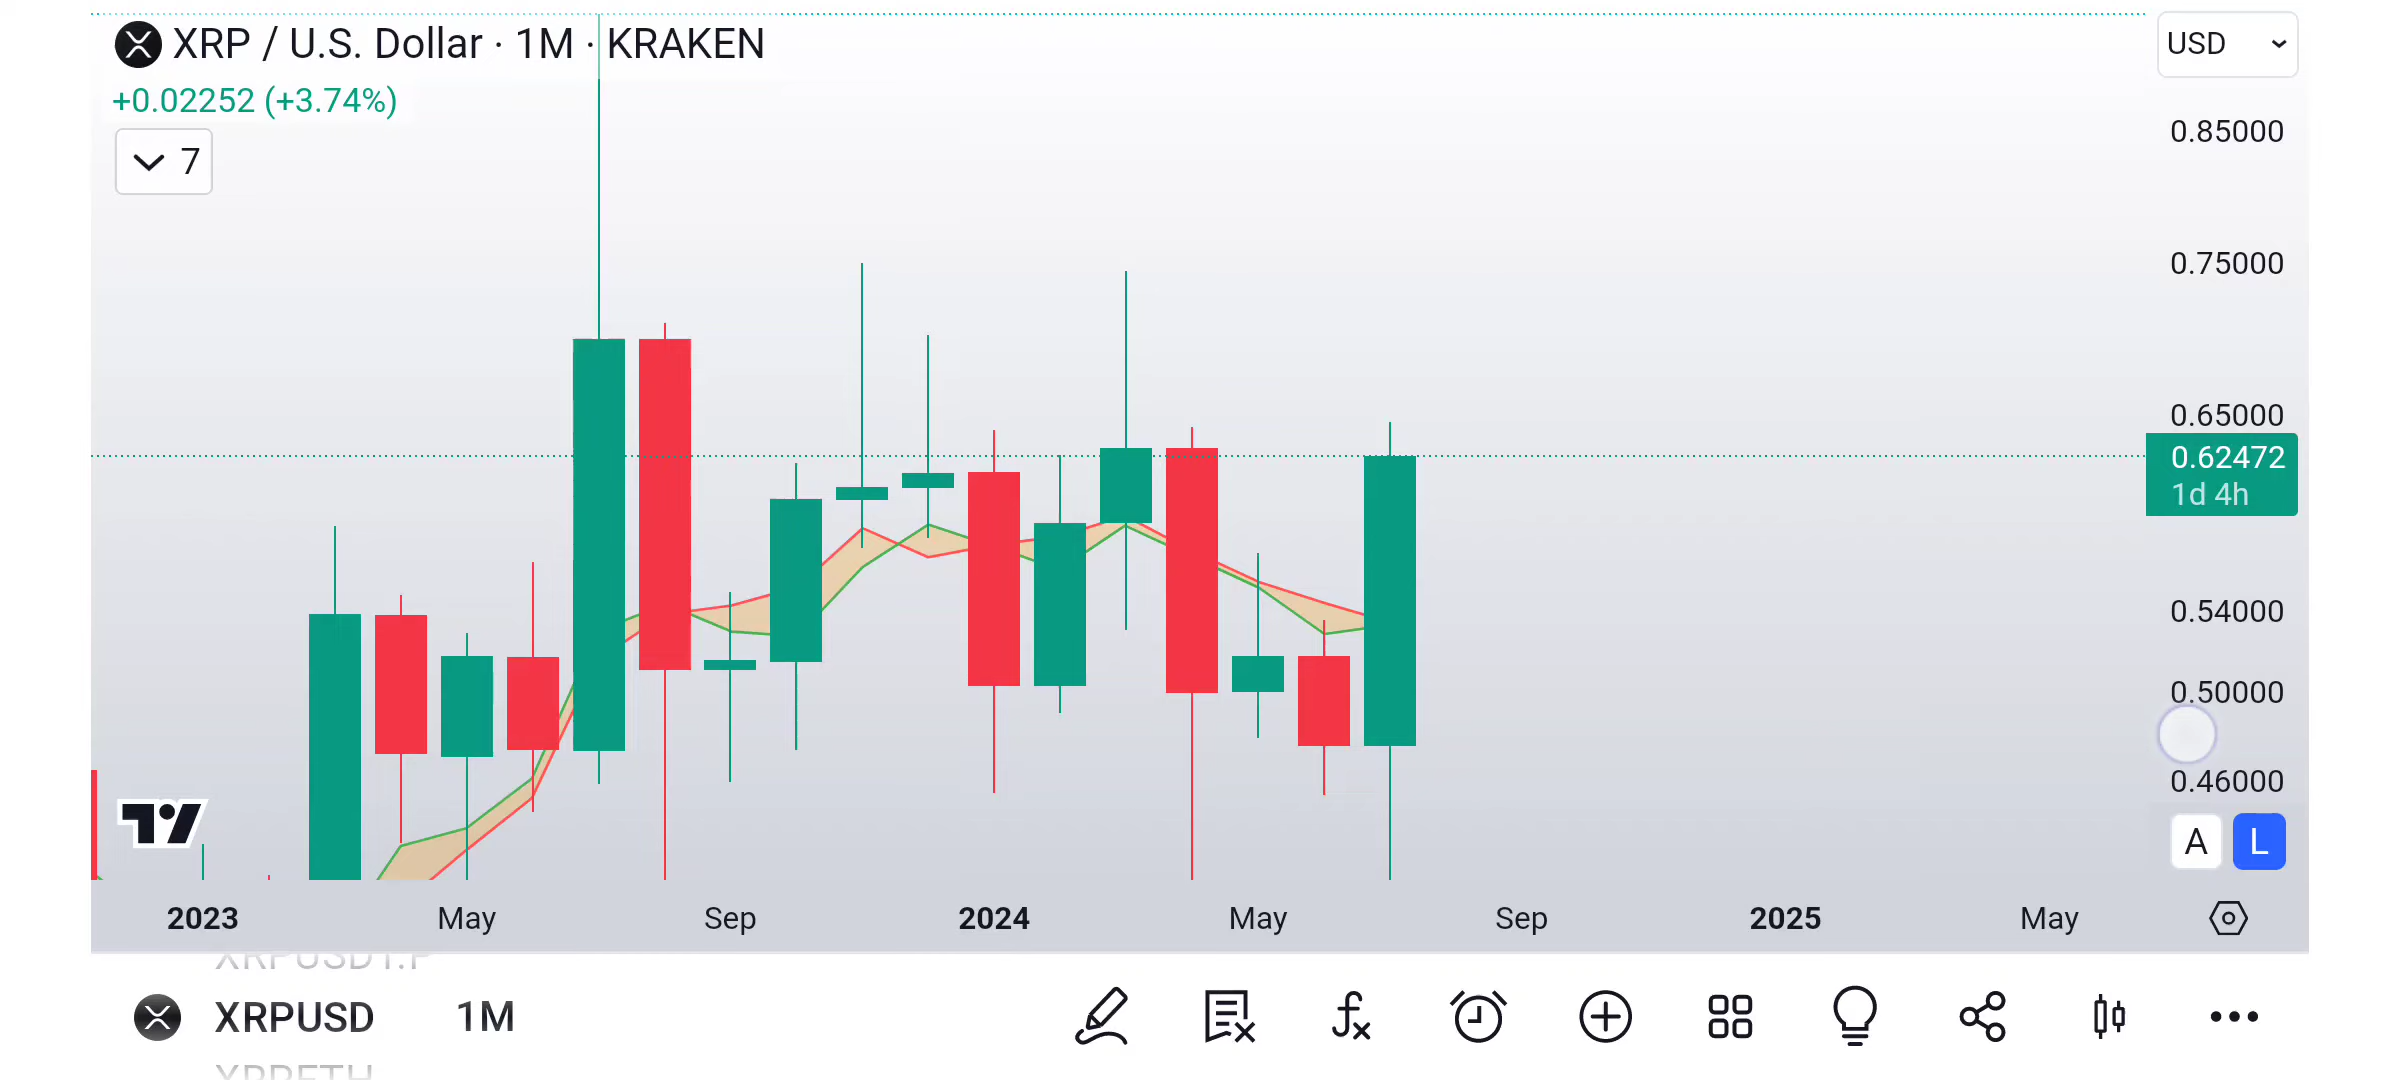 XRP / U.S. Dollar · 1M · KRAKEN
USD
+0.02252 (+3.74%)
7
0.85000
0.75000
0.65000
0.62472
1d 4h
0.54000
0.50000
0.46000
A L
2023 May Sep 2024 May Sep 2025 May
XRPUSD 1M
XRPETH